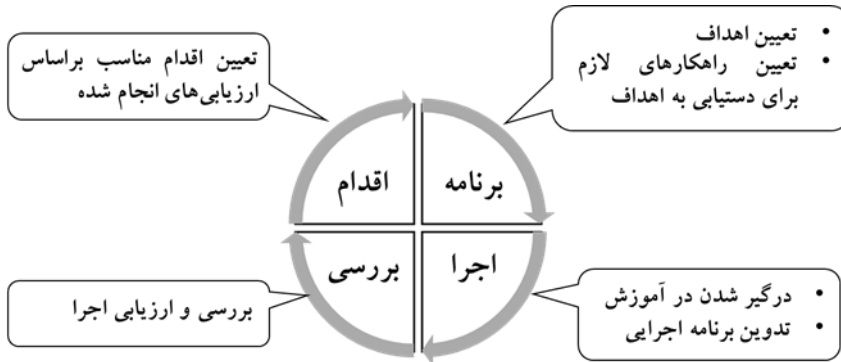 • تعیین اهداف
• تعیین راهکارهای لازم
برای دستیابی به اهداف
تعیین اقدام مناسب براساس
ارزیابی‌های انجام شده
برنامه
اقدام
اجرا
بررسی
• درگیر شدن در آموزش
• تدوین برنامه اجرایی
بررسی و ارزیابی اجرا